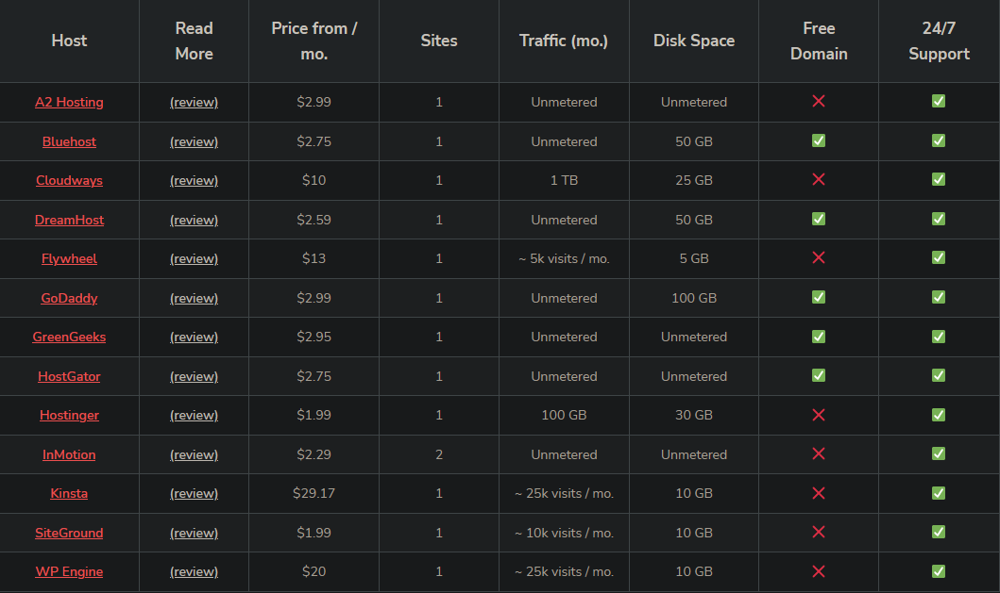 Host Read More Price from / mo. Sites Traffic (mo.) Disk Space Free Domain 24/7 Support
A2 Hosting (review) $2.99 1 Unmetered Unmetered ❌ ✅
Bluehost (review) $2.75 1 Unmetered 50 GB ✅ ✅
Cloudways (review) $10 1 1 TB 25 GB ❌ ✅
DreamHost (review) $2.59 1 Unmetered 50 GB ✅ ✅
Flywheel (review) $13 1 ~ 5k visits / mo. 5 GB ❌ ✅
GoDaddy (review) $2.99 1 Unmetered 100 GB ✅ ✅
GreenGeeks (review) $2.95 1 Unmetered Unmetered ✅ ✅
HostGator (review) $2.75 1 Unmetered Unmetered ✅ ✅
Hostinger (review) $1.99 1 100 GB 30 GB ❌ ✅
InMotion (review) $2.29 2 Unmetered Unmetered ❌ ✅
Kinsta (review) $29.17 1 ~ 25k visits / mo. 10 GB ❌ ✅
SiteGround (review) $1.99 1 ~ 10k visits / mo. 10 GB ❌ ✅
WP Engine (review) $20 1 ~ 25k visits / mo. 10 GB ❌ ✅